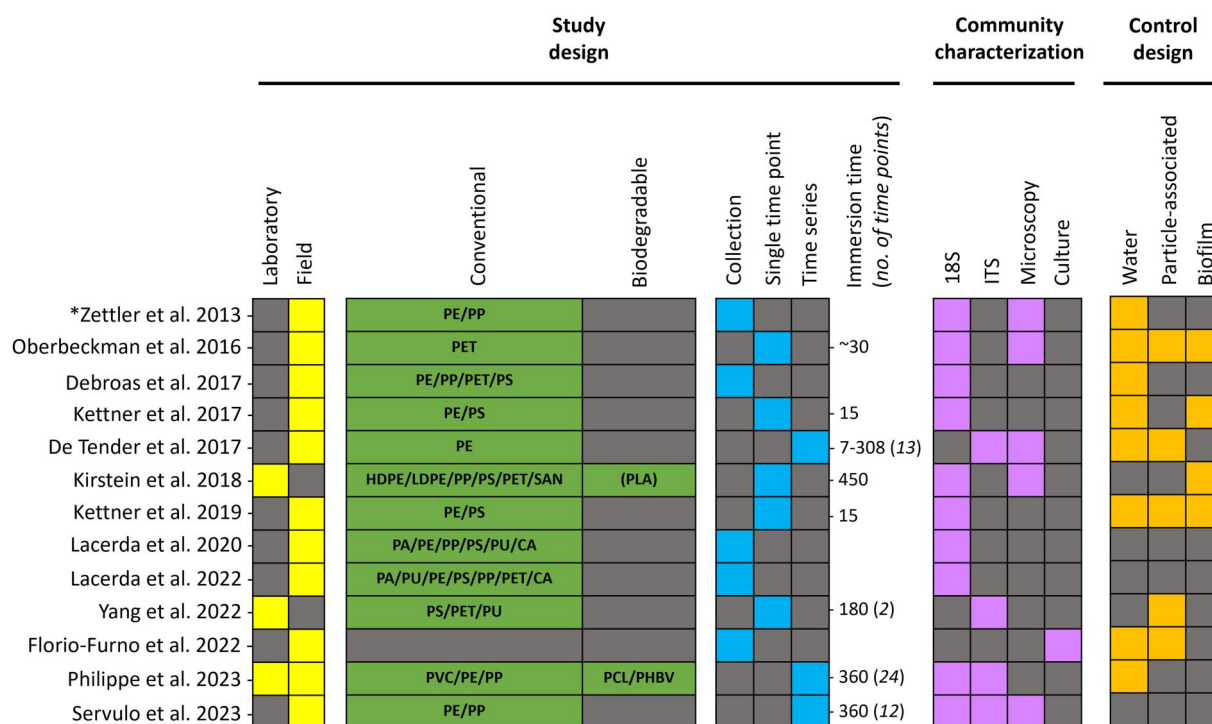 Study
design
Community
characterization
Control
design
Laboratory
Field
Conventional
Biodegradable
Collection
Single time point
Time series
Immersion time
(no. of time points)
18S
ITS
Microscopy
Culture
Water
Particle-associated
Biofilm
*Zettler et al. 2013 PE/PP
Oberbeckman et al. 2016 PET ~30
Debroas et al. 2017 PE/PP/PET/PS
Kettner et al. 2017 PE/PS 15
De Tender et al. 2017 PE 7-308 (13)
Kirstein et al. 2018 HDPE/LDPE/PP/PS/PET/SAN (PLA) 450
Kettner et al. 2019 PE/PS 15
Lacerda et al. 2020 PA/PE/PP/PS/PU/CA
Lacerda et al. 2022 PA/PU/PE/PS/PP/PET/CA
Yang et al. 2022 PS/PET/PU 180 (2)
Florio-Furno et al. 2022
Philippe et al. 2023 PVC/PE/PP PCL/PHBV 360 (24)
Servulo et al. 2023 PE/PP 360 (12)